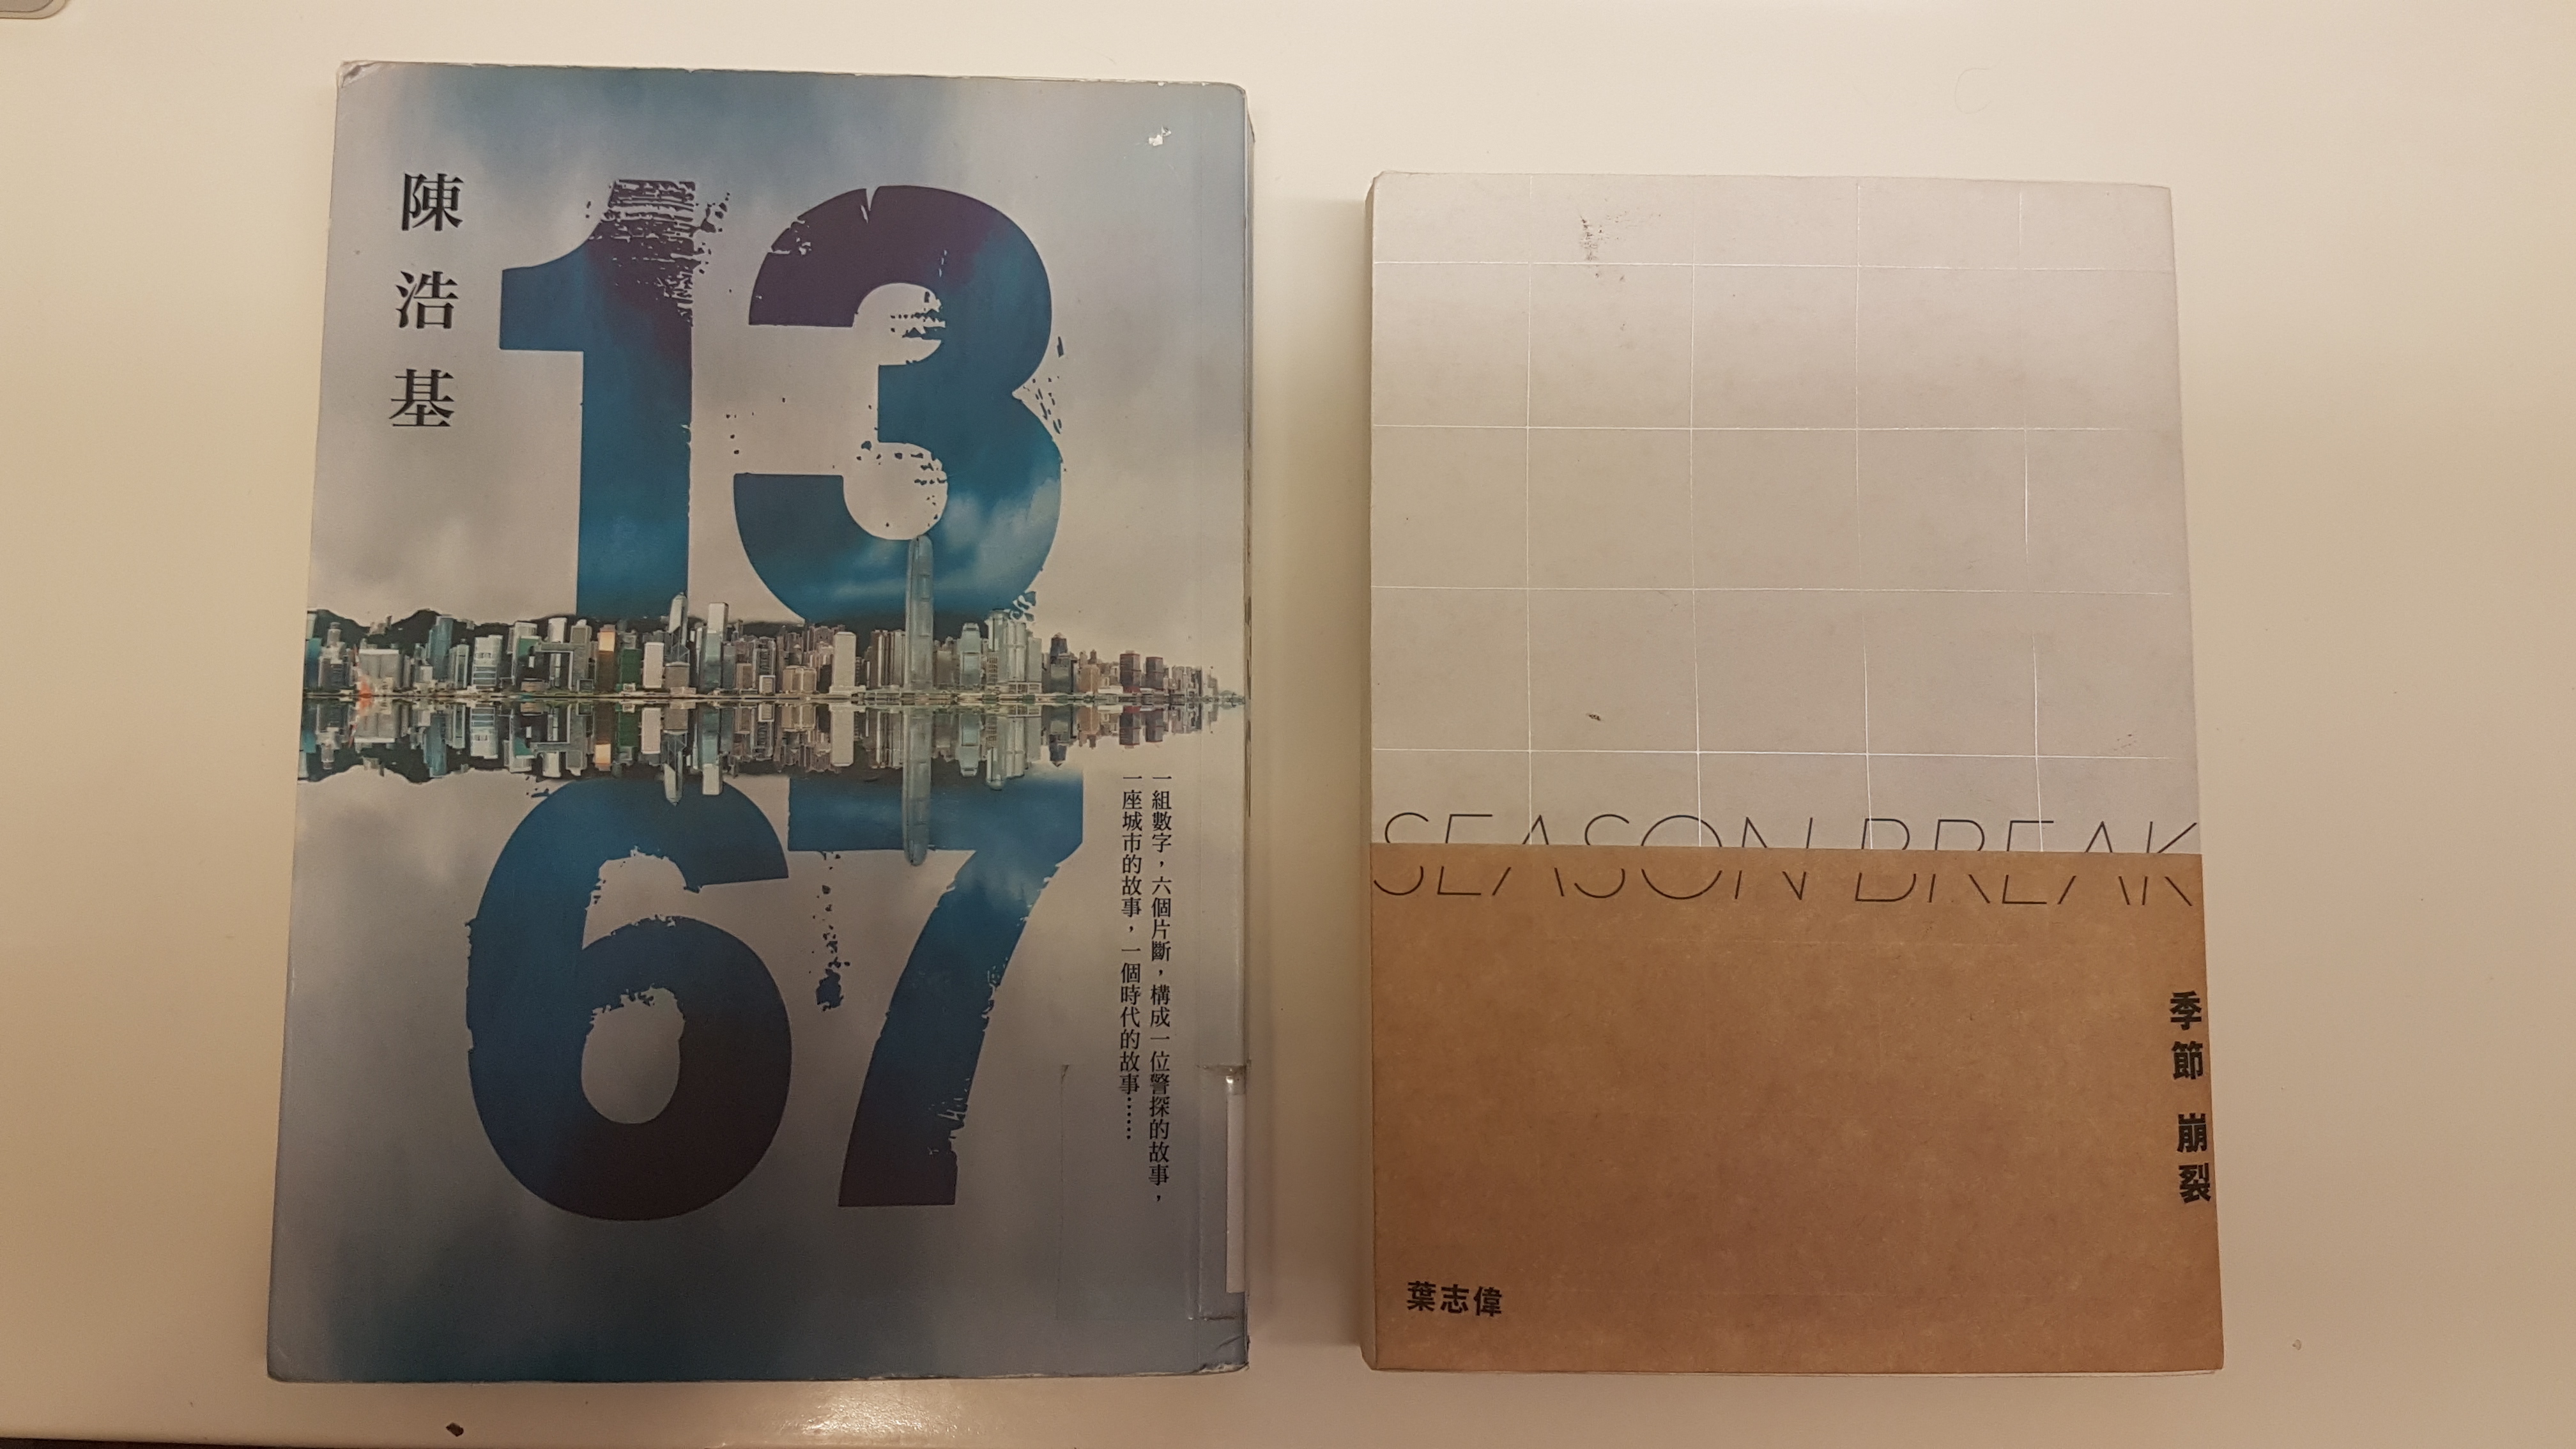 陳浩基
13
67
一組數字，六個片斷，構成一位警探的故事，
一座城市的故事，一個時代的故事……
SEASON BREAK
季節 崩裂
葉志偉